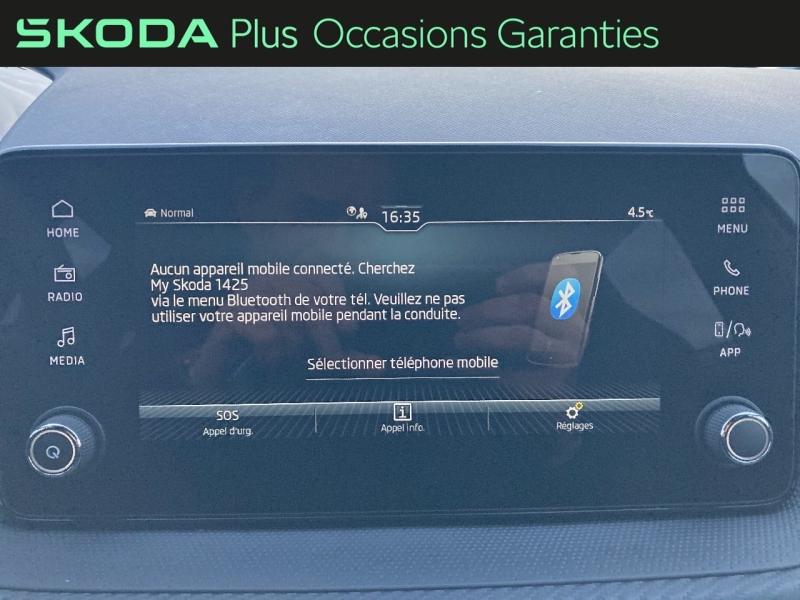 SKODA Plus Occasions Garanties
HOME
RADIO
MEDIA
Normal
16:35
4.5°C
Aucun appareil mobile connecté. Cherchez
My Skoda 1425
via le menu Bluetooth de votre tél. Veuillez ne pas
utiliser votre appareil mobile pendant la conduite.
Sélectionner téléphone mobile
SOS
Appel d'urg.
Appel info.
Réglages
MENU
PHONE
APP